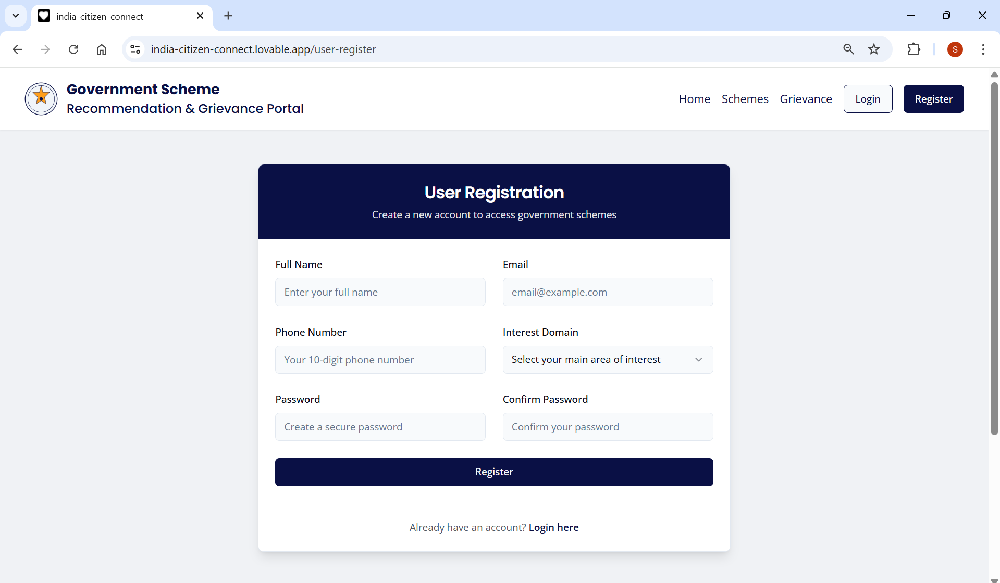 india-citizen-connect
india-citizen-connect.lovable.app/user-register
S
Government Scheme
Recommendation & Grievance Portal
Home
Schemes
Grievance
Login
Register
User Registration
Create a new account to access government schemes
Full Name
Email
Enter your full name
email@example.com
Phone Number
Interest Domain
Your 10-digit phone number
Select your main area of interest
Password
Confirm Password
Create a secure password
Confirm your password
Register
Already have an account? Login here